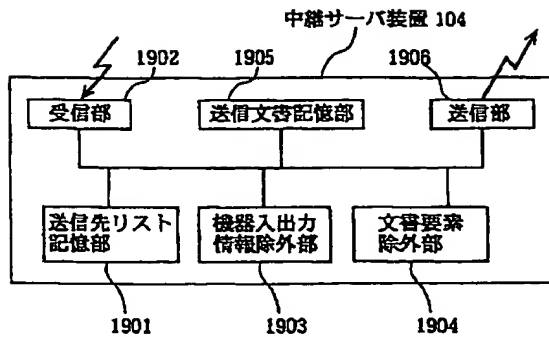 中継サーバ装置 104
1902
1905
1906
受信部
送信文書記憶部
送信部
送信先リスト
記憶部
機器入出力
情報除外部
文書要素
除外部
1901
1903
1904